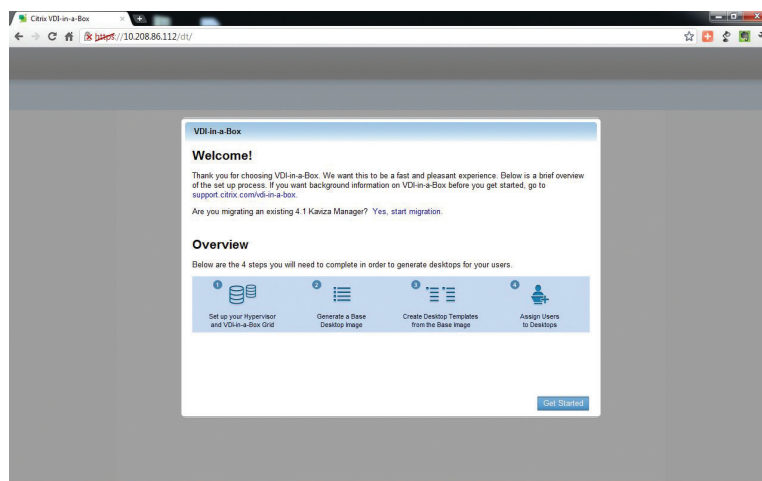 Citrix VDI-in-a-Box
https://10.208.86.112/dt/
VDI-in-a-Box
Welcome!
Thank you for choosing VDI-in-a-Box. We want this to be a fast and pleasant experience. Below is a brief overview
of the set up process. If you want background information on VDI-in-a-Box before you get started, go to
support.citrix.com/vdi-in-a-box.
Are you migrating an existing 4.1 Kaviza Manager? Yes, start migration.
Overview
Below are the 4 steps you will need to complete in order to generate desktops for your users.
1 2 3 4
Set up your Hypervisor
and VDI-in-a-Box Grid
Generate a Base
Desktop Image
Create Desktop Templates
from the Base Image
Assign Users
to Desktops
Get Started